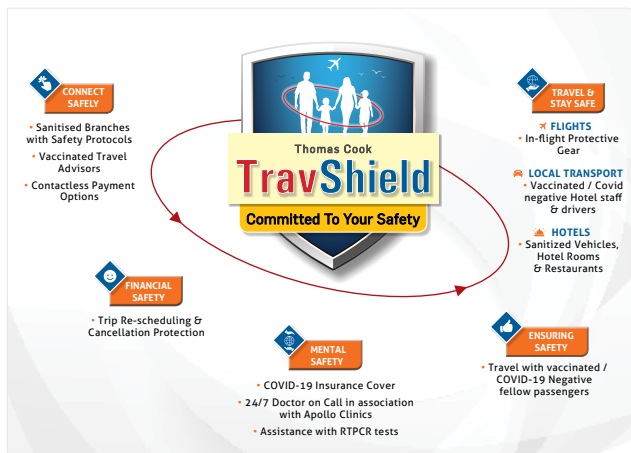 Thomas Cook
TravShield
Committed To Your Safety
CONNECT
SAFELY
• Sanitised Branches
with Safety Protocols
• Vaccinated Travel
Advisors
• Contactless Payment
Options
FINANCIAL
SAFETY
• Trip Re-scheduling &
Cancellation Protection
MENTAL
SAFETY
• COVID-19 Insurance Cover
• 24/7 Doctor on Call in association
with Apollo Clinics
• Assistance with RTPCR tests
ENSURING
SAFETY
• Travel with vaccinated /
COVID-19 Negative
fellow passengers
TRAVEL &
STAY SAFE
FLIGHTS
• In-flight Protective
Gear
LOCAL TRANSPORT
• Vaccinated / Covid
negative Hotel staff
& drivers
HOTELS
• Sanitized Vehicles,
Hotel Rooms
& Restaurants